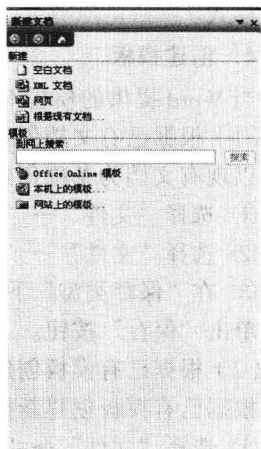 新建文档
新建
空白文档
XML 文档
网页
根据现有文档...
模板
到网上搜索:
搜索
Office Online 模板
本机上的模板...
网站上的模板...